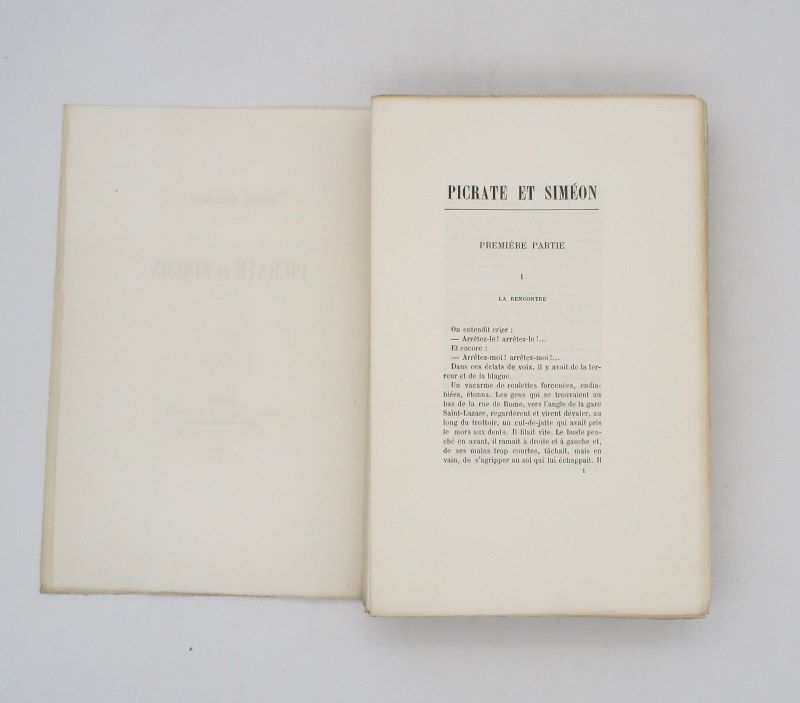 PICRATE ET SIMÉON
PREMIÈRE PARTIE
I
LA RENCONTRE
On entendit crier :
— Arrêtez-le ! arrêtez-le !...
Et encore :
— Arrêtez-moi ! arrêtez-moi !...
Dans ces éclats de voix, il y avait de la ter-
reur et de la blague.
Un vacarme de roulettes forcenées, endia-
blées, étonna. Les gens qui se trouvaient au
bas de la rue de Rome, vers l'angle de la gare
Saint-Lazare, regardèrent et virent dévaler, au
long du trottoir, un cul-de-jatte qui avait pris
le mors aux dents. Il filait vite. Le buste pen-
ché en avant, il ramait à droite et à gauche et,
de ses mains trop courtes, tâchait, mais en
vain, de s'agripper au sol qui lui échappait. Il
1